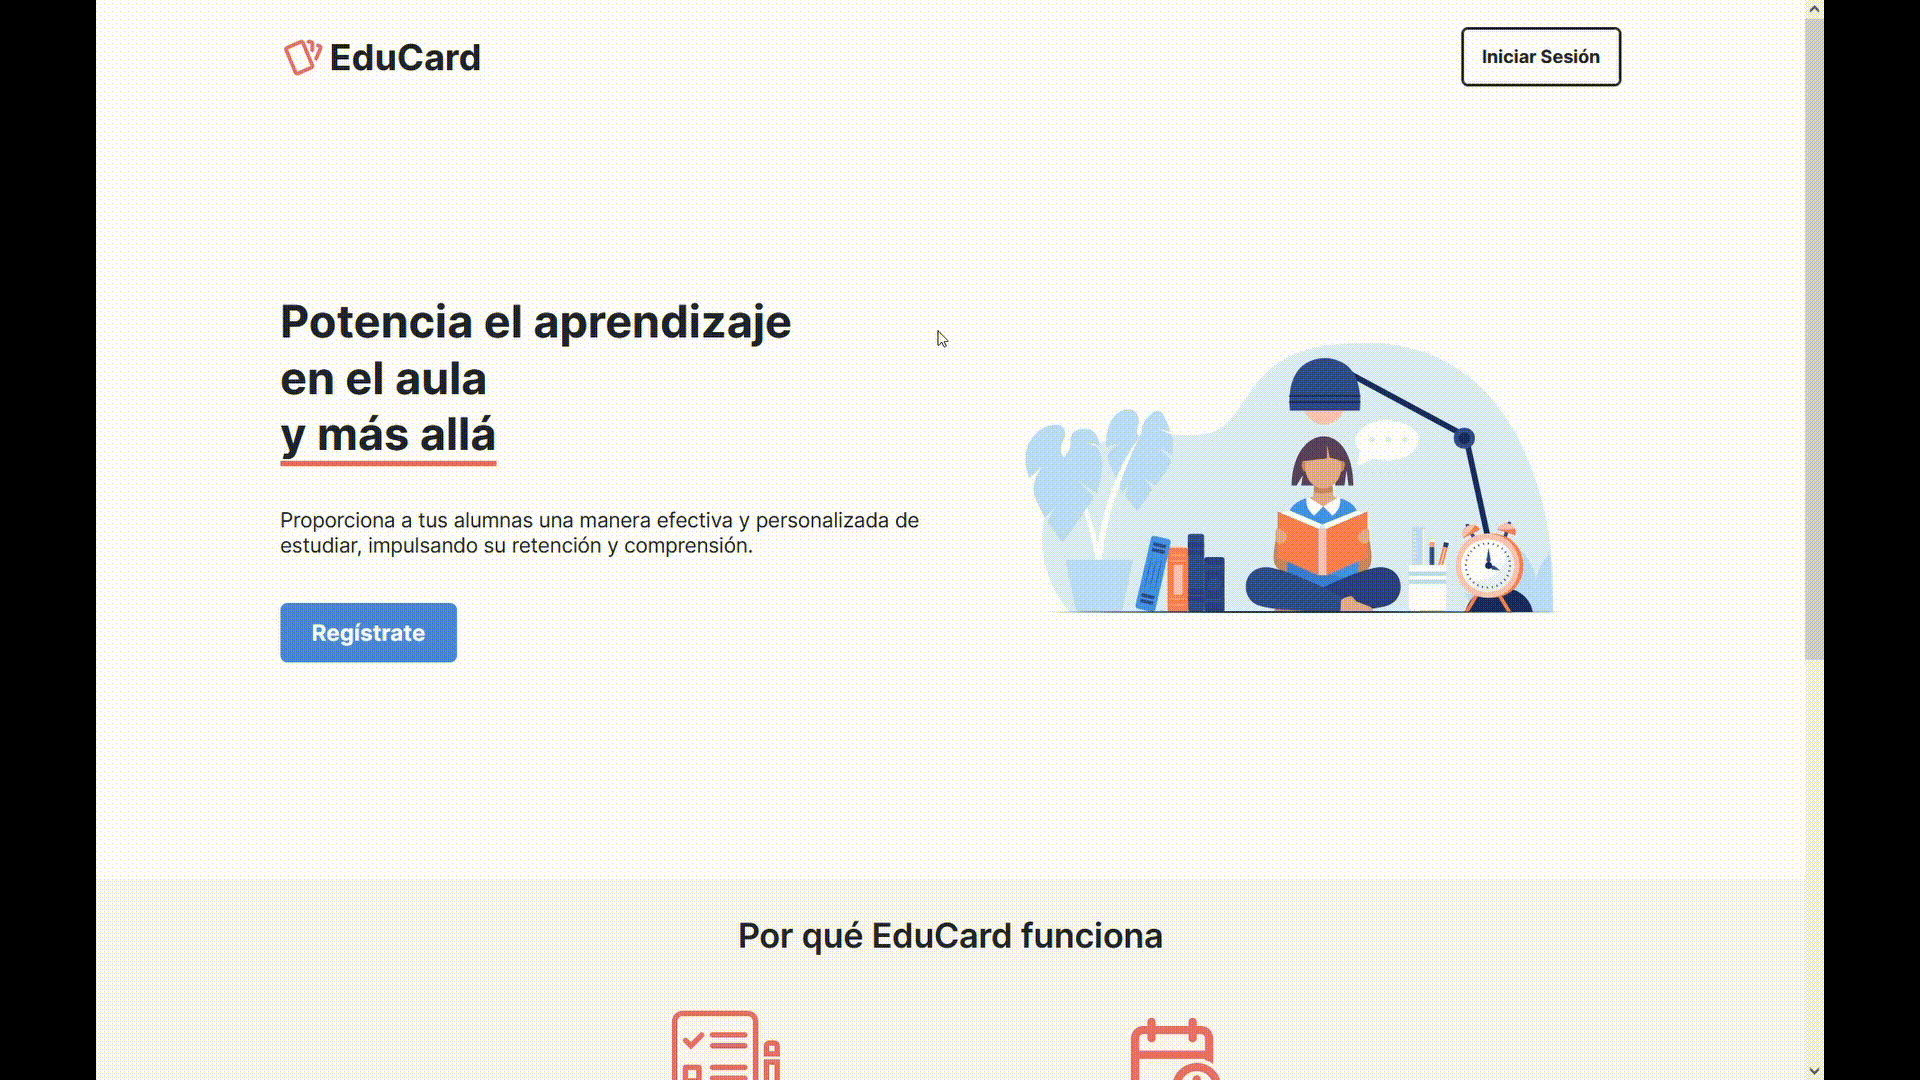 EduCard
Iniciar Sesión
Potencia el aprendizaje
en el aula
y más allá
Proporciona a tus alumnas una manera efectiva y personalizada de
estudiar, impulsando su retención y comprensión.
Regístrate
Por qué EduCard funciona